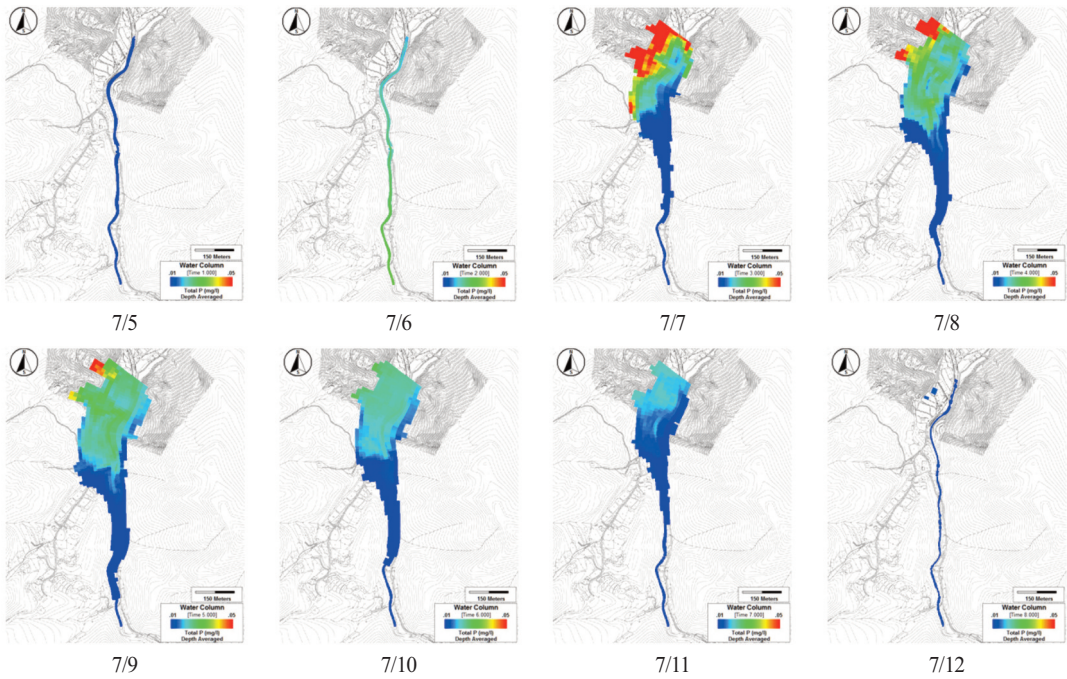 150 Meters
Water Column
.01 [Time 1.000] .05
Total P (mg/l)
Depth Averaged
7/5
150 Meters
Water Column
.01 [Time 2.000] .05
Total P (mg/l)
Depth Averaged
7/6
150 Meters
Water Column
.01 [Time 3.000] .05
Total P (mg/l)
Depth Averaged
7/7
150 Meters
Water Column
.01 [Time 4.000] .05
Total P (mg/l)
Depth Averaged
7/8
150 Meters
Water Column
.01 [Time 5.000] .05
Total P (mg/l)
Depth Averaged
7/9
150 Meters
Water Column
.01 [Time 6.000] .05
Total P (mg/l)
Depth Averaged
7/10
150 Meters
Water Column
.01 [Time 7.000] .05
Total P (mg/l)
Depth Averaged
7/11
150 Meters
Water Column
.01 [Time 8.000] .05
Total P (mg/l)
Depth Averaged
7/12